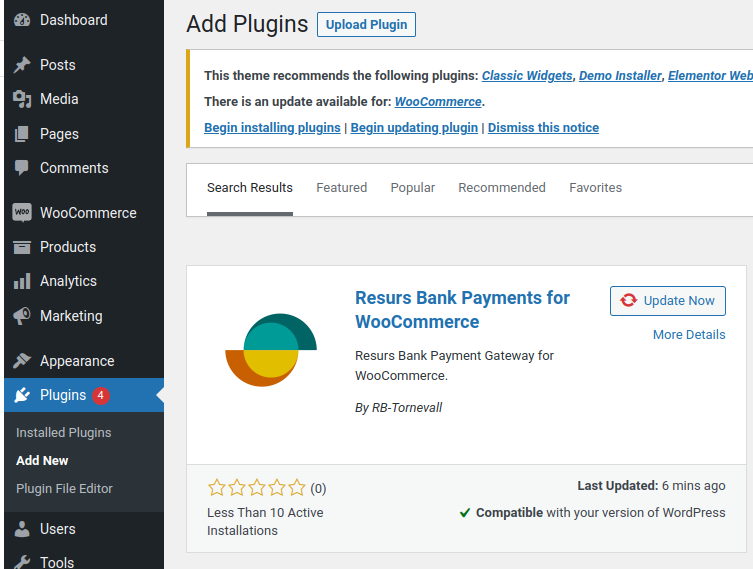 Dashboard
Posts
Media
Pages
Comments
WOO WooCommerce
Products
Analytics
Marketing
Appearance
Plugins 4
Installed Plugins
Add New
Plugin File Editor
Users
Tools
Add Plugins Upload Plugin
This theme recommends the following plugins: Classic Widgets, Demo Installer, Elementor Web
There is an update available for: WooCommerce.
Begin installing plugins | Begin updating plugin | Dismiss this notice
Search Results Featured Popular Recommended Favorites
Resurs Bank Payments for
WooCommerce
Update Now
More Details
Resurs Bank Payment Gateway for
WooCommerce.
By RB-Tornevall
(0)
Less Than 10 Active
Installations
Last Updated: 6 mins ago
Compatible with your version of WordPress